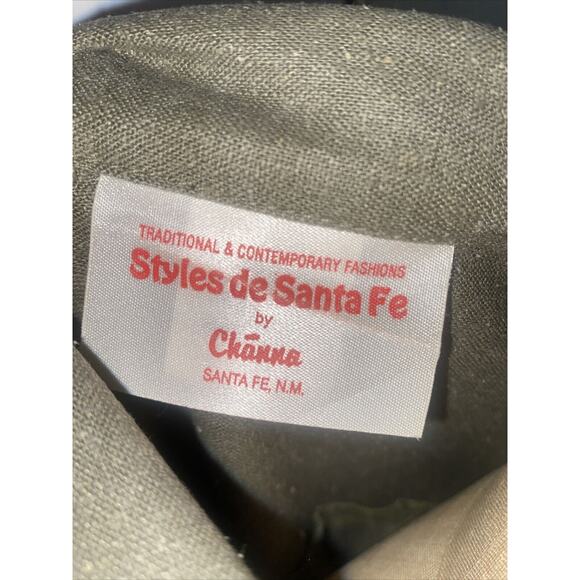 TRADITIONAL & CONTEMPORARY FASHIONS
Styles de Santa Fe
by
Chānna
SANTA FE, N.M.